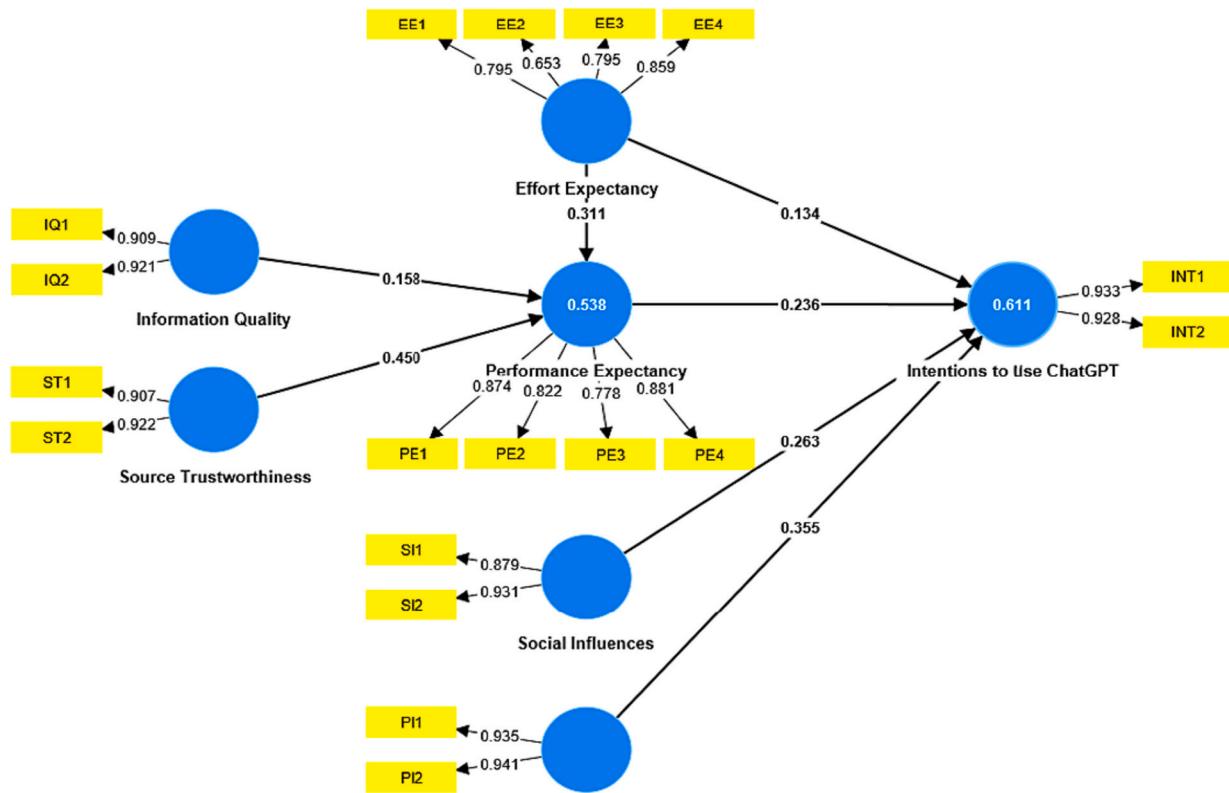 EE1 EE2 EE3 EE4
0.795 0.653 0.795 0.859
Effort Expectancy
0.311
0.134
IQ1
0.909
IQ2
0.921
Information Quality
0.158
0.538
0.236
0.611
INT1
0.933
INT2
0.928
Intentions to Use ChatGPT
0.450
ST1
0.907
ST2
0.922
Source Trustworthiness
Performance Expectancy
0.874 0.822 0.778 0.881
PE1 PE2 PE3 PE4
0.263
0.355
SI1
0.879
SI2
0.931
Social Influences
PI1
0.935
PI2
0.941